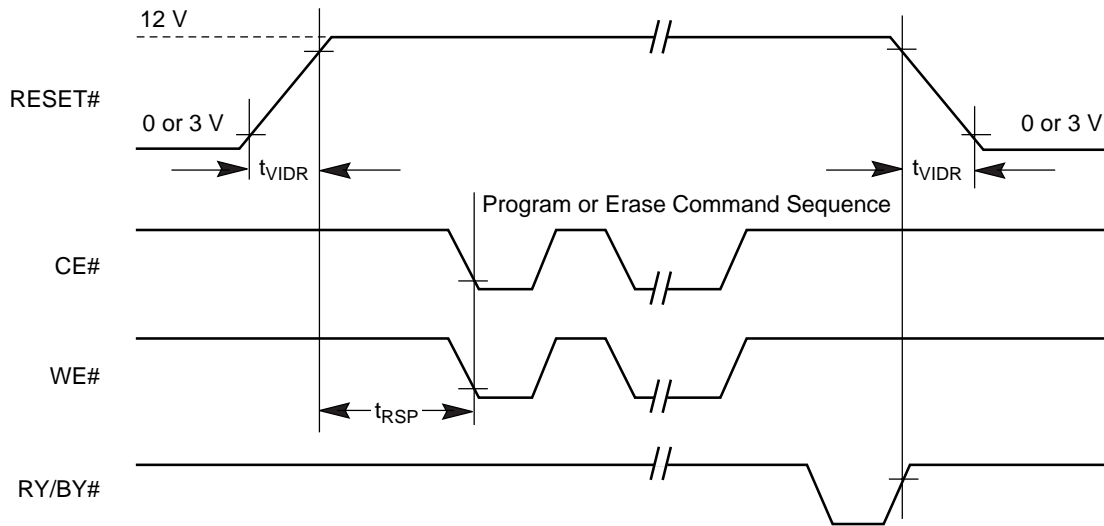 12 V
RESET#
0 or 3 V
0 or 3 V
tVIDR
tVIDR
Program or Erase Command Sequence
CE#
WE#
tRSP
RY/BY#